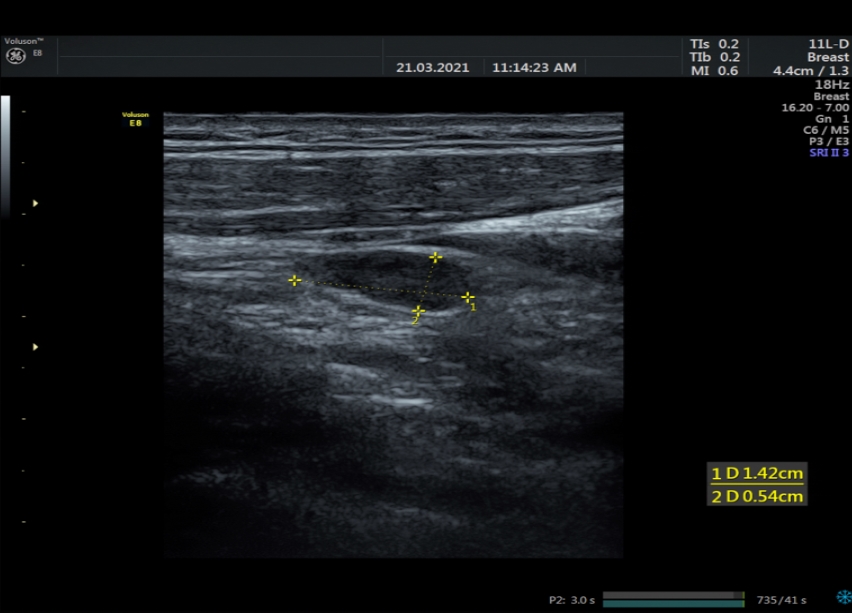 Voluson™
E8
21.03.2021
11:14:23 AM
TIs 0.2
TIb 0.2
MI 0.6
11L-D
Breast
4.4cm / 1.3
18Hz
Breast
16.20 - 7.00
Gn 1
C6 / M5
P3 / E3
SRI II 3
Voluson
E8
1
2
1 D 1.42cm
2 D 0.54cm
P2: 3.0 s
735/41 s